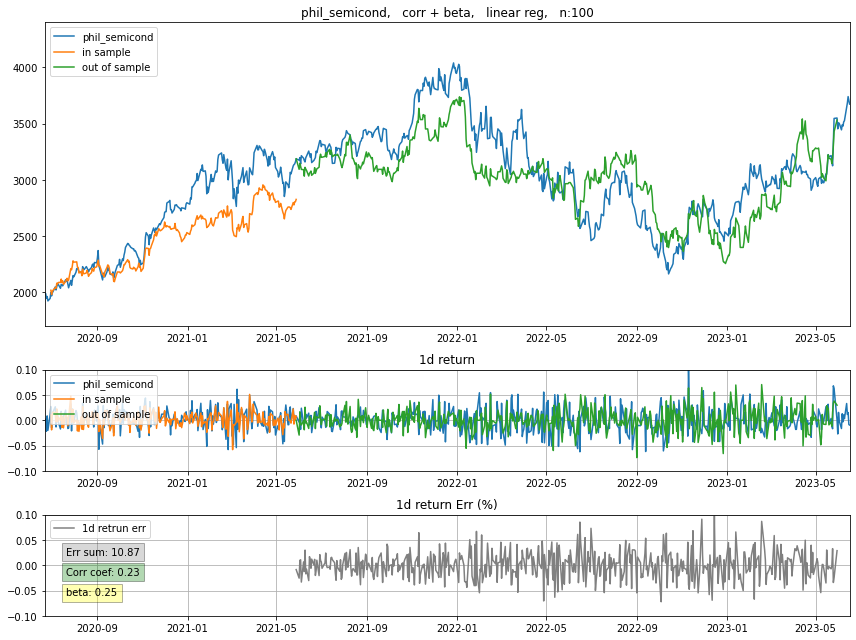 phil_semicond,   corr + beta,   linear reg,   n:100
phil_semicond
in sample
out of sample
4000
3500
3000
2500
2000
2020-09 2021-01 2021-05 2021-09 2022-01 2022-05 2022-09 2023-01 2023-05
1d return
phil_semicond
in sample
out of sample
0.10
0.05
0.00
−0.05
−0.10
2020-09 2021-01 2021-05 2021-09 2022-01 2022-05 2022-09 2023-01 2023-05
1d return Err (%)
1d retrun err
Err sum: 10.87
Corr coef: 0.23
beta: 0.25
0.10
0.05
0.00
−0.05
−0.10
2020-09 2021-01 2021-05 2021-09 2022-01 2022-05 2022-09 2023-01 2023-05